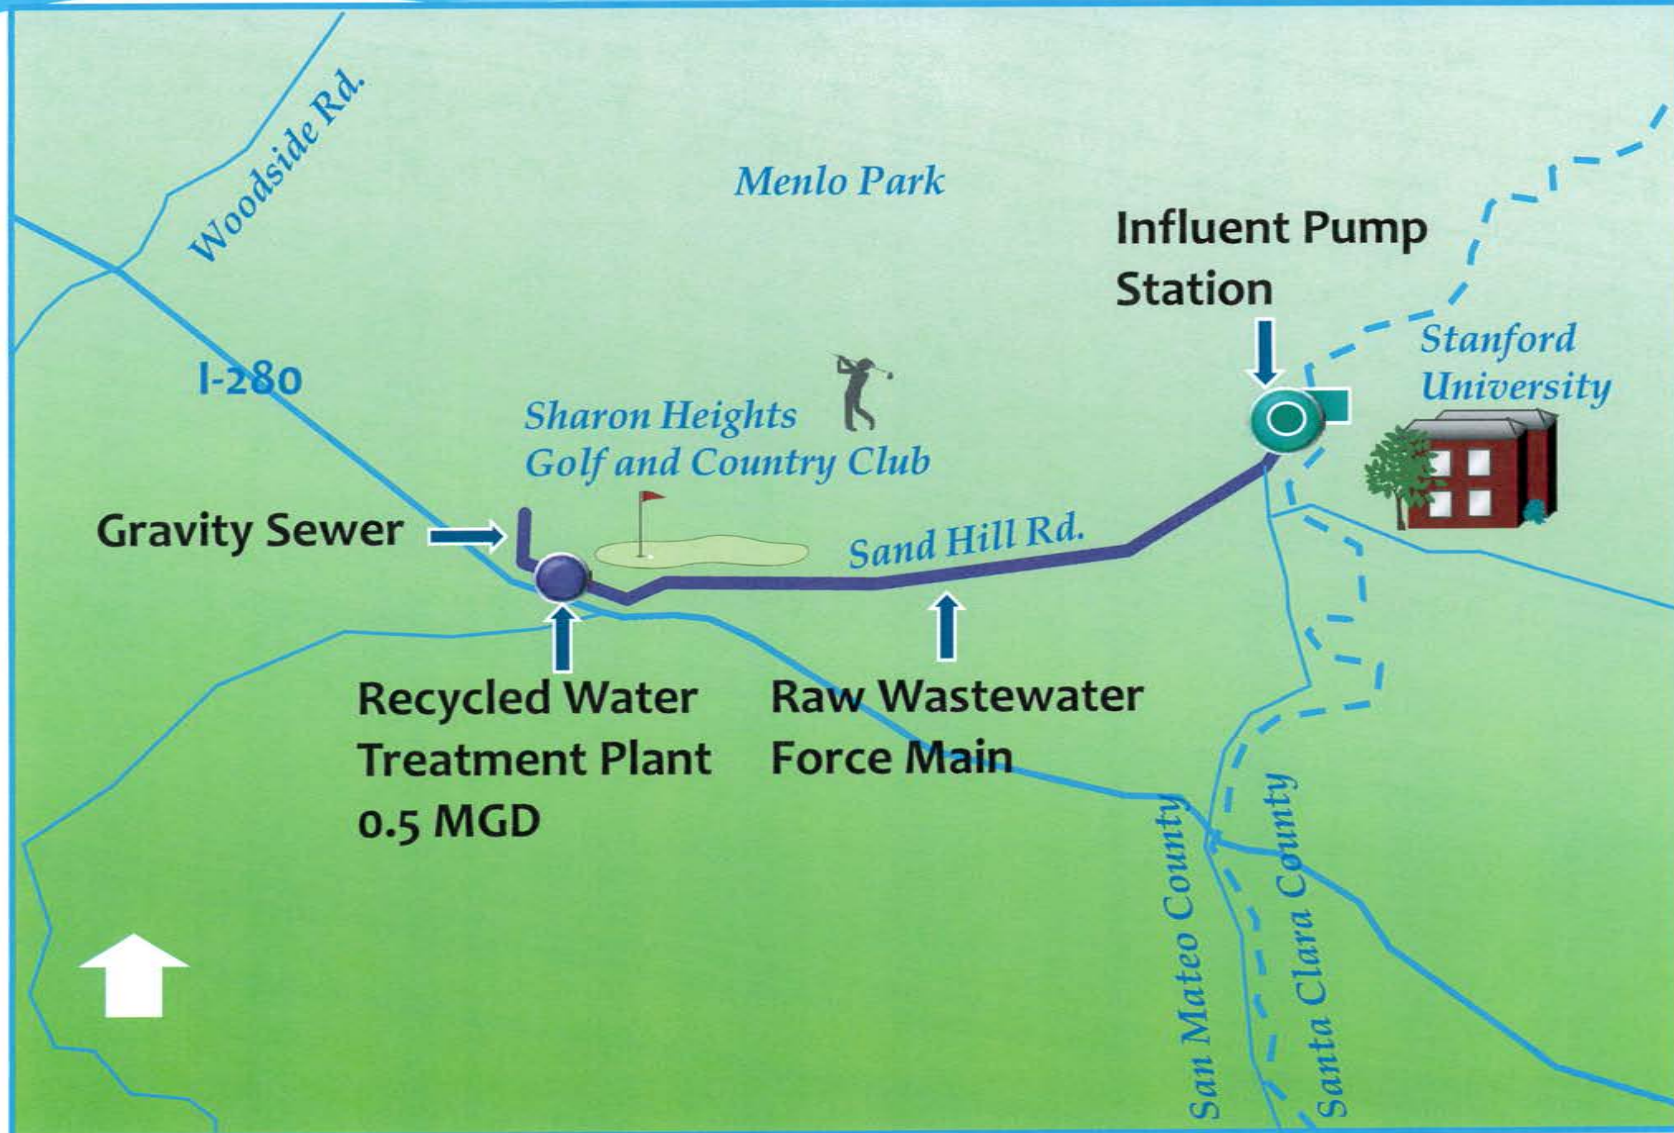 Woodside Rd.
Menlo Park
Influent Pump
Station
Stanford
University
I-280
Sharon Heights
Golf and Country Club
Gravity Sewer
Sand Hill Rd.
Recycled Water
Treatment Plant
0.5 MGD
Raw Wastewater
Force Main
San Mateo County
Santa Clara County